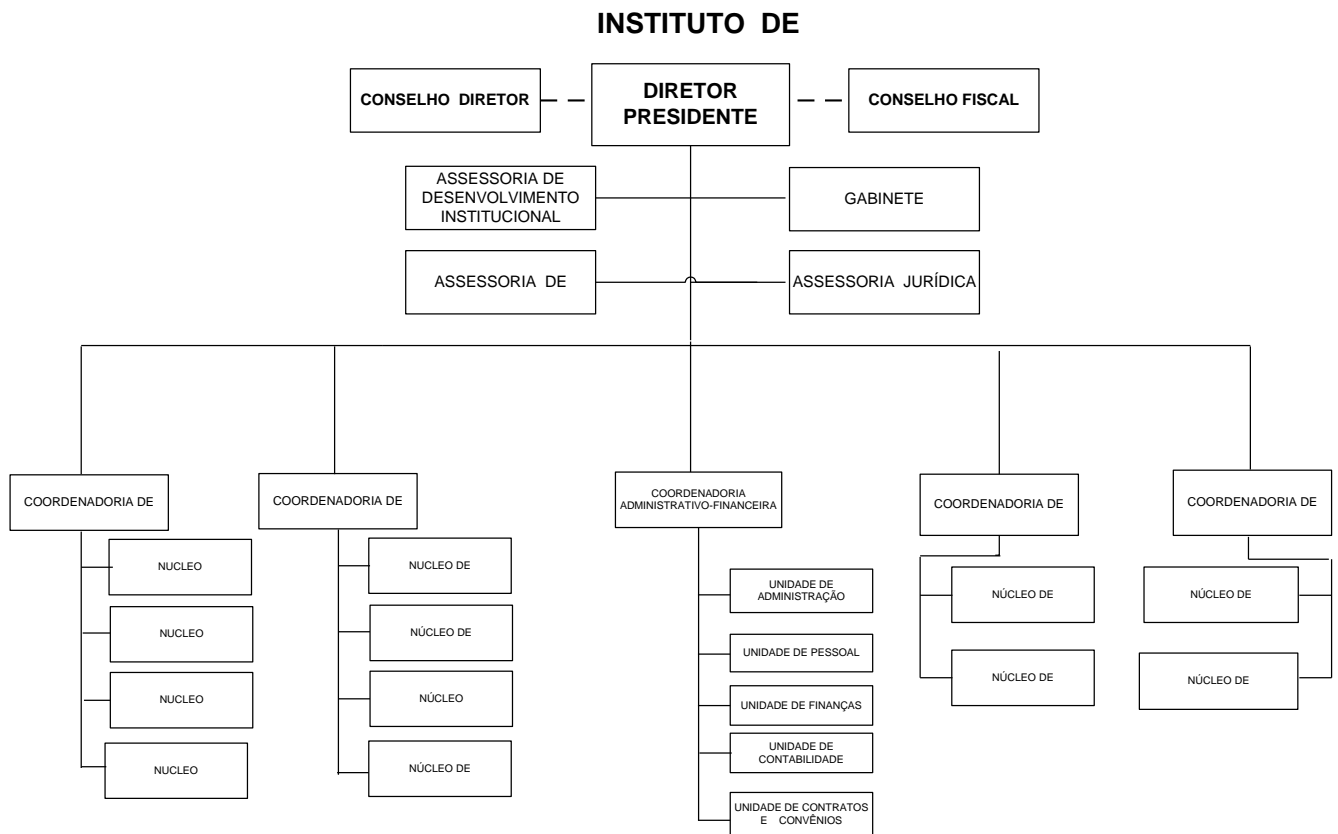 INSTITUTO DE
CONSELHO DIRETOR
DIRETOR
PRESIDENTE
CONSELHO FISCAL
ASSESSORIA DE
DESENVOLVIMENTO
INSTITUCIONAL
GABINETE
ASSESSORIA DE
ASSESSORIA JURÍDICA
COORDENADORIA DE
NUCLEO
NUCLEO
NUCLEO
NUCLEO
COORDENADORIA DE
NUCLEO DE
NÚCLEO DE
NÚCLEO
NÚCLEO DE
COORDENADORIA
ADMINISTRATIVO-FINANCEIRA
UNIDADE DE
ADMINISTRAÇÃO
UNIDADE DE PESSOAL
UNIDADE DE FINANÇAS
UNIDADE DE
CONTABILIDADE
UNIDADE DE CONTRATOS
E CONVÊNIOS
COORDENADORIA DE
NÚCLEO DE
NÚCLEO DE
COORDENADORIA DE
NÚCLEO DE
NÚCLEO DE